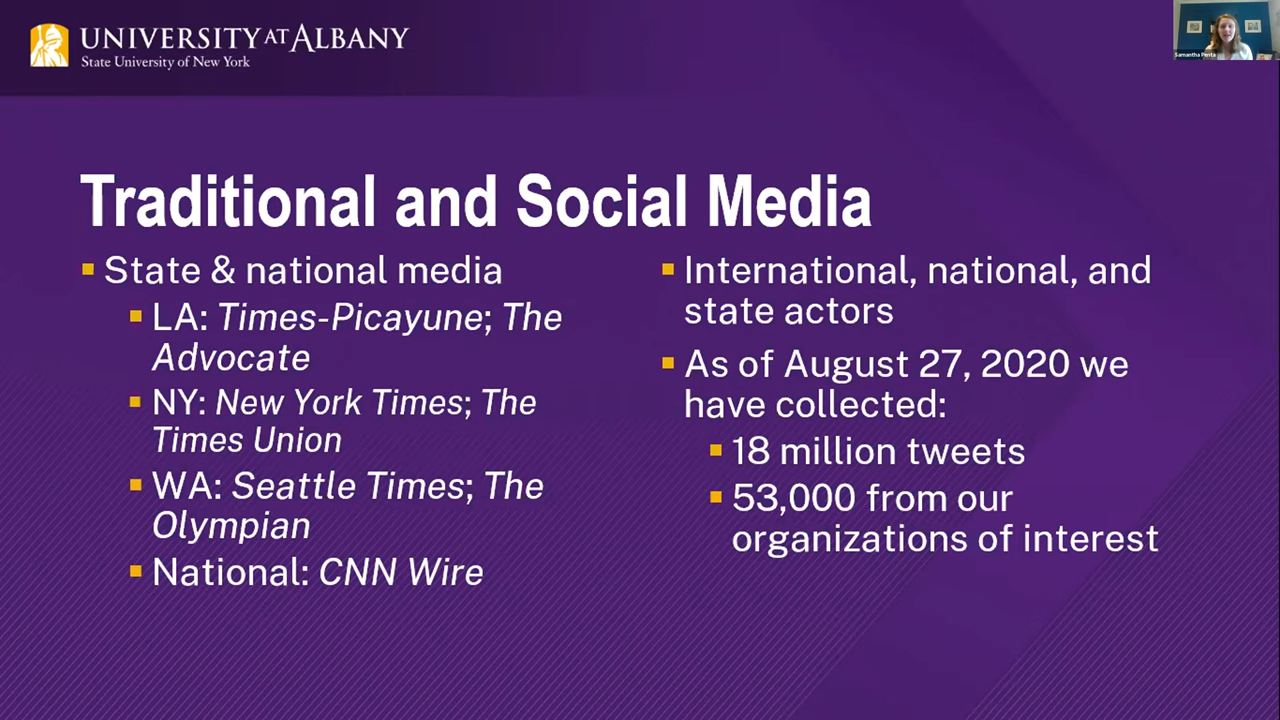 UNIVERSITY AT ALBANY
State University of New York
Samantha Penta
Traditional and Social Media
▪ State & national media
▪ LA: Times-Picayune; The
Advocate
▪ NY: New York Times; The
Times Union
▪ WA: Seattle Times; The
Olympian
▪ National: CNN Wire
▪ International, national, and
state actors
▪ As of August 27, 2020 we
have collected:
▪ 18 million tweets
▪ 53,000 from our
organizations of interest